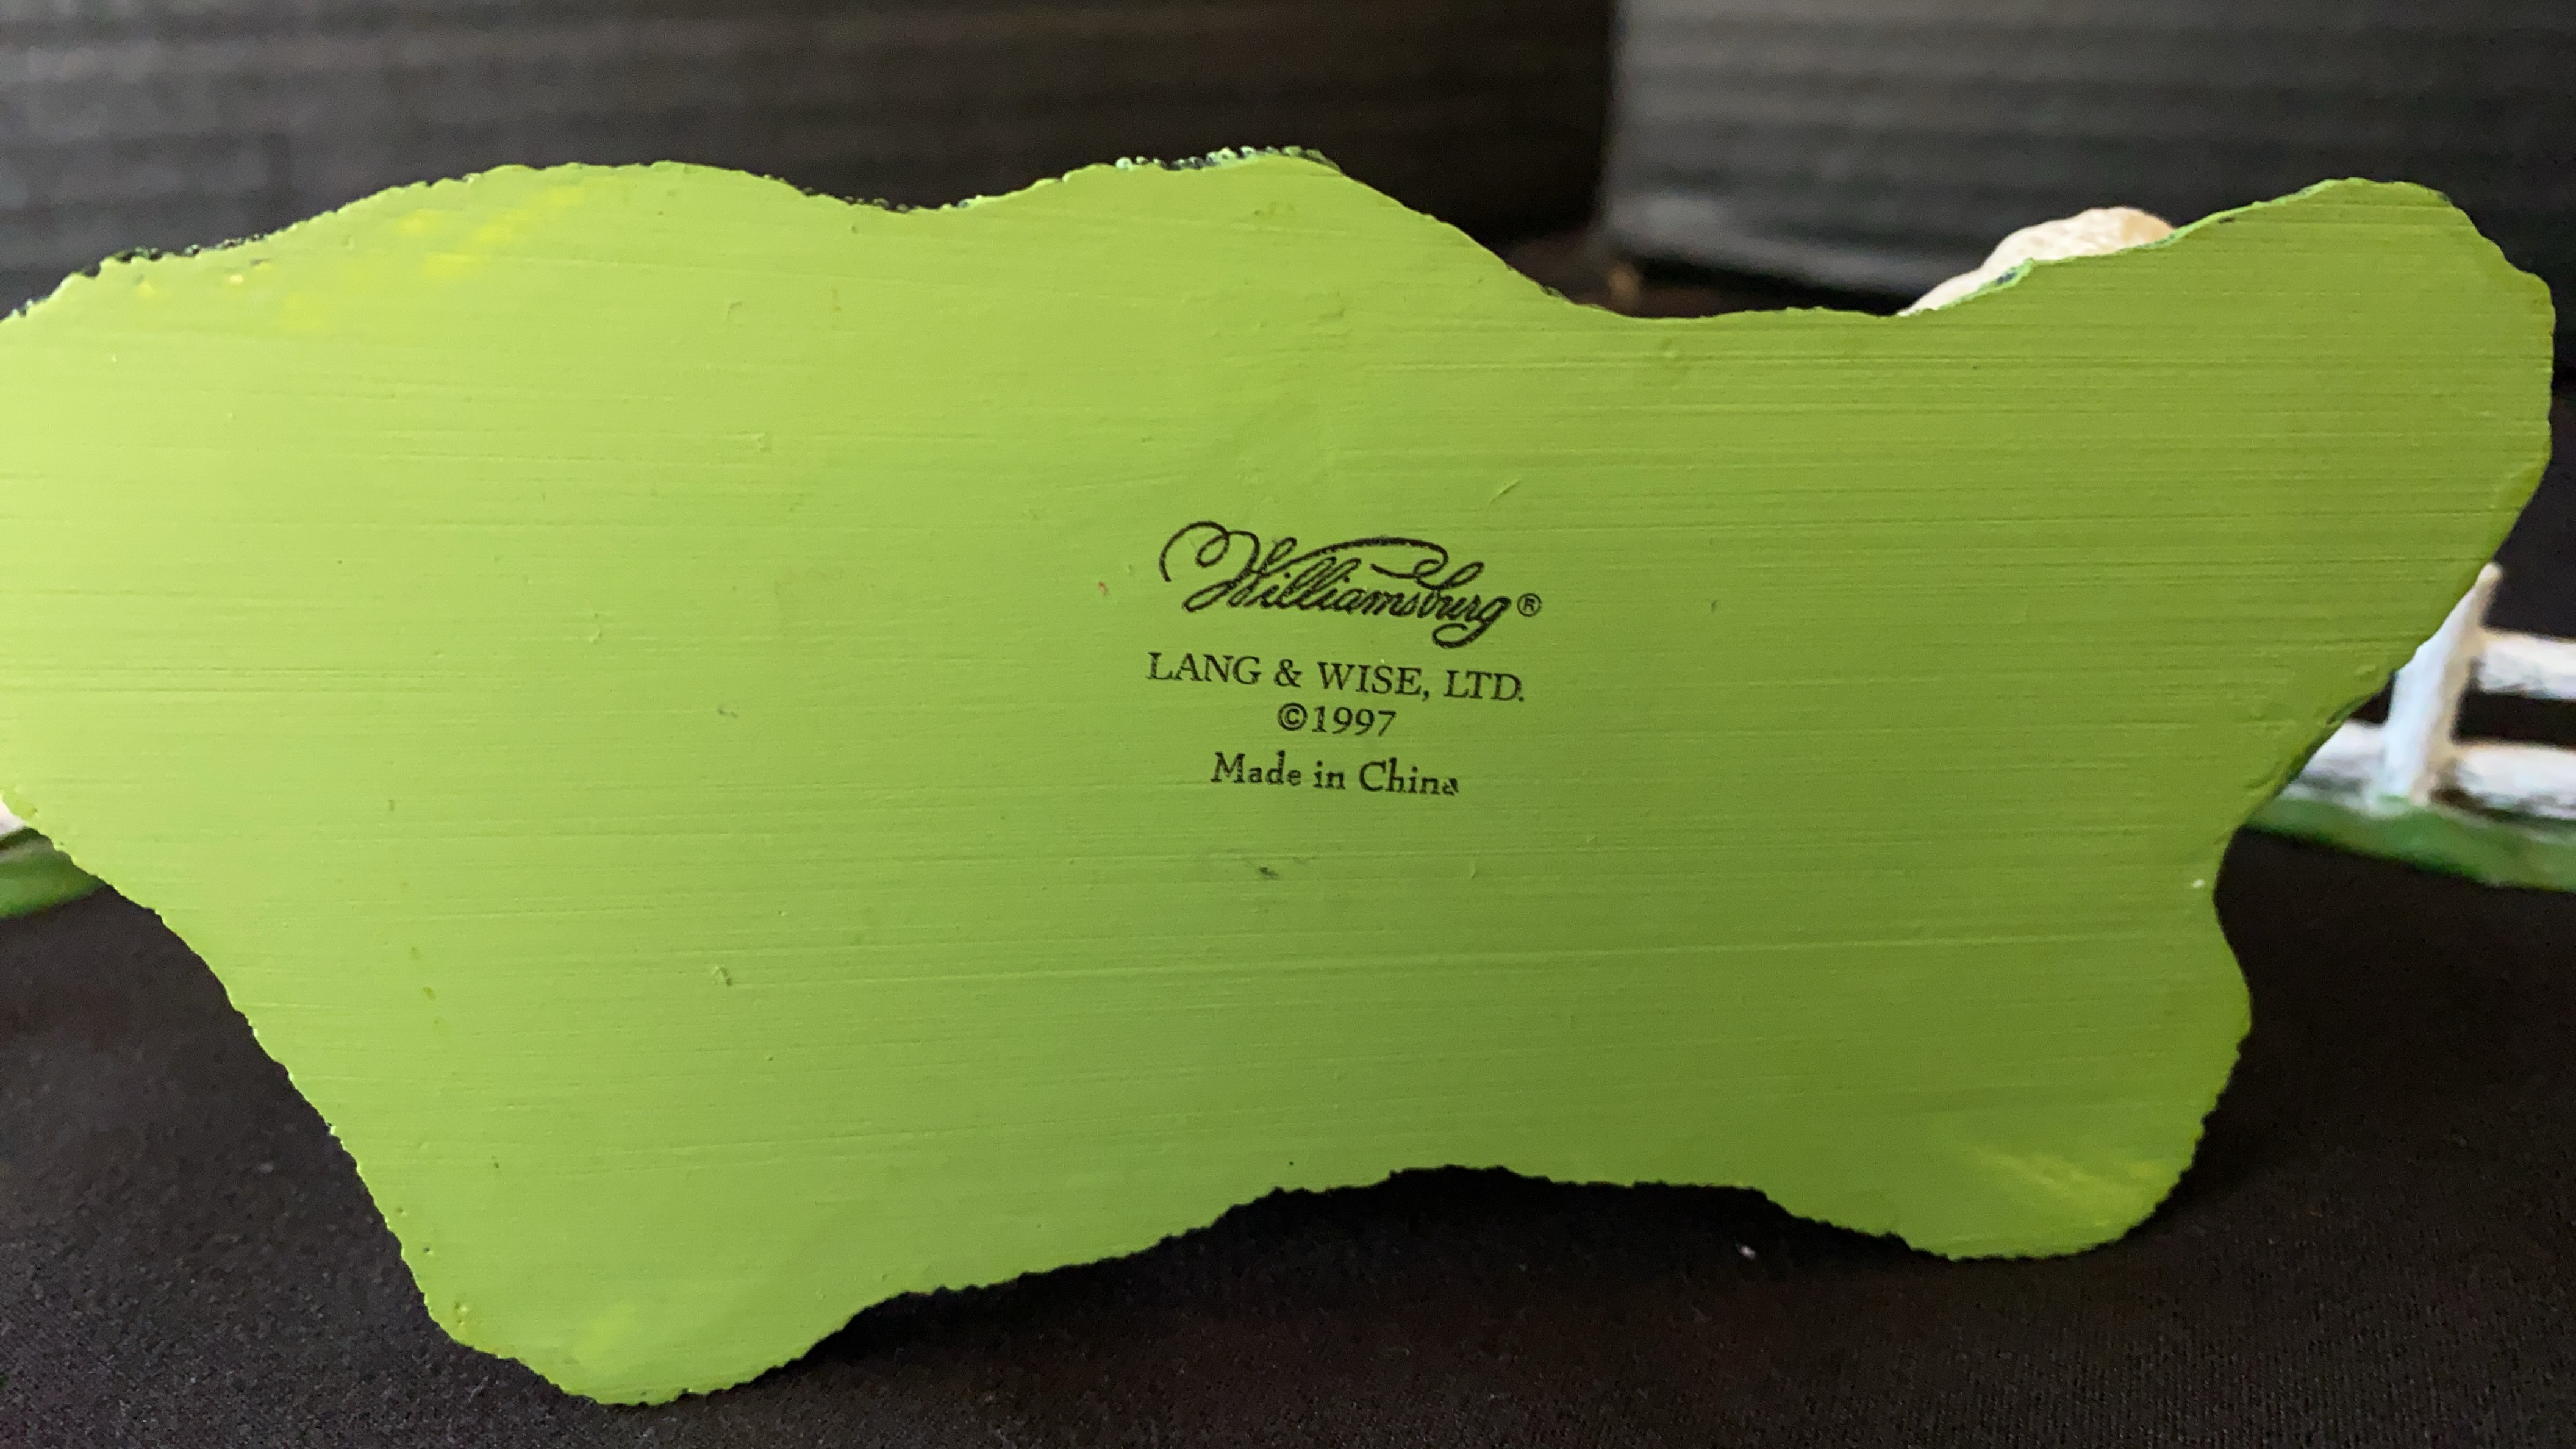 Williamsburg®
LANG & WISE, LTD.
©1997
Made in China